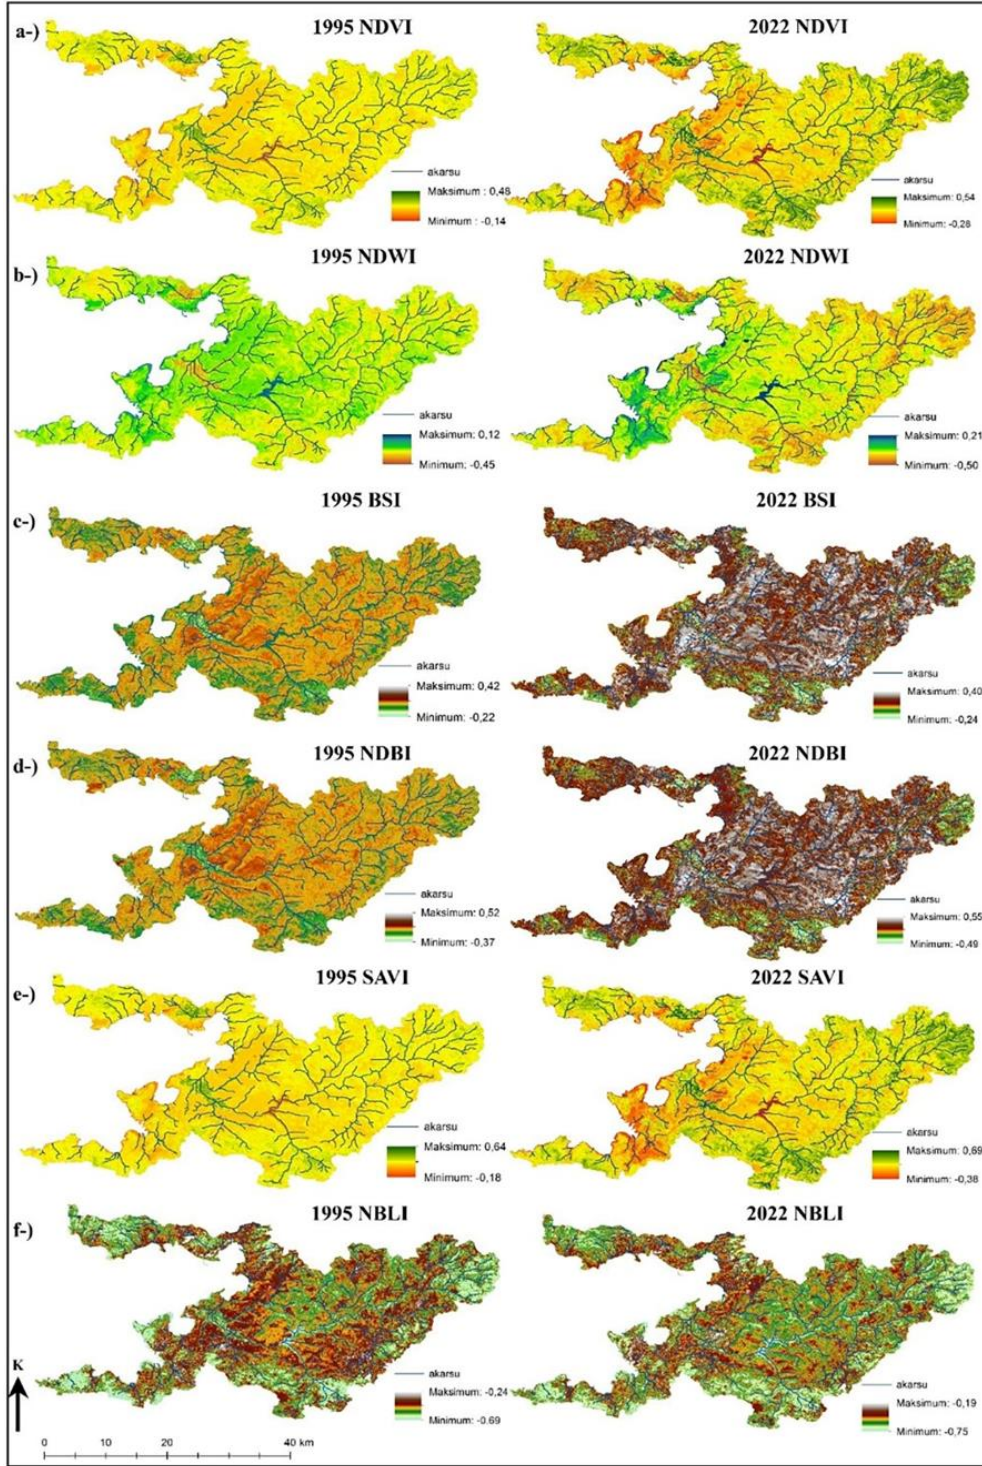 a-)
1995 NDVI
2022 NDVI
akarsu
Maksimum : 0,48
Minimum : -0,14
akarsu
Maksimum: 0,54
Minimum: -0,28
b-)
1995 NDWI
2022 NDWI
akarsu
Maksimum: 0,12
Minimum: -0,45
akarsu
Maksimum: 0,21
Minimum: -0,50
c-)
1995 BSI
2022 BSI
akarsu
Maksimum: 0,42
Minimum: -0,22
akarsu
Maksimum: 0,40
Minimum: -0,24
d-)
1995 NDBI
2022 NDBI
akarsu
Maksimum: 0,52
Minimum: -0,37
akarsu
Maksimum: 0,55
Minimum: -0,49
e-)
1995 SAVI
2022 SAVI
akarsu
Maksimum: 0,64
Minimum: -0,18
akarsu
Maksimum: 0,69
Minimum: -0,38
f-)
1995 NBLI
2022 NBLI
akarsu
Maksimum: -0,24
Minimum: -0.69
akarsu
Maksimum: -0,19
Minimum: -0,75
K
0 10 20 40 km